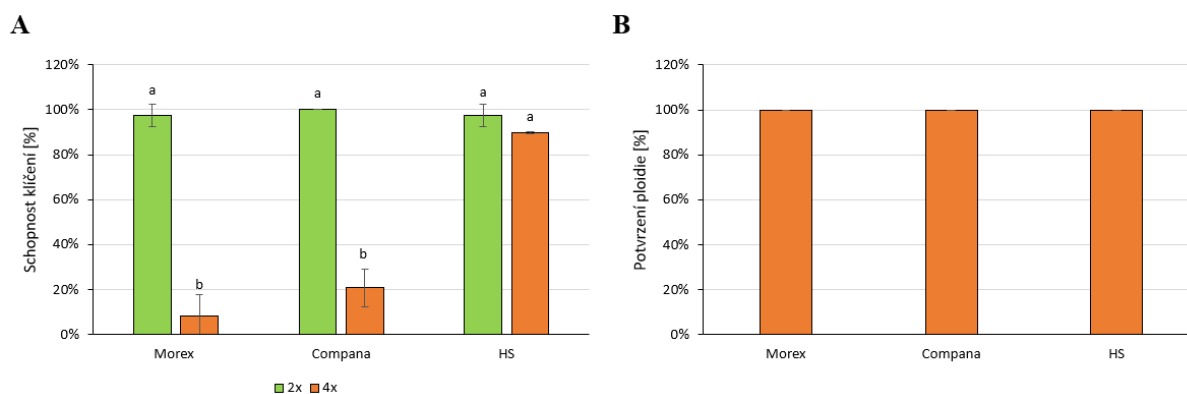 A
Schopnost klíčení [%]
120%
100%
80%
60%
40%
20%
0%
a
b
a
b
a
a
Morex
Compana
HS
2x
4x
B
Potvrzení ploidie [%]
120%
100%
80%
60%
40%
20%
0%
Morex
Compana
HS